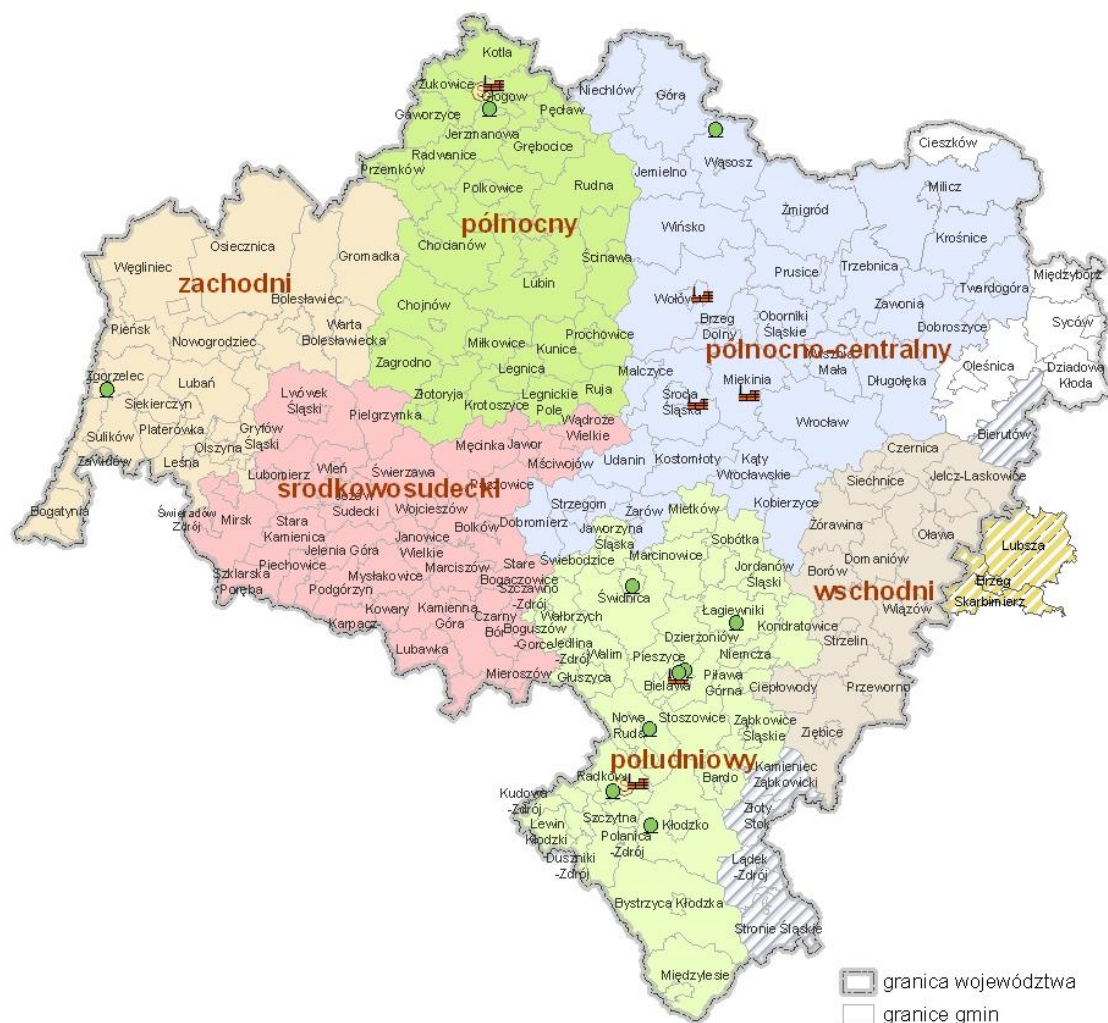 Kotla
Żukowice
Głogow
Niechlów
Góra
Gaworzyce
Pęcław
Jerzmanowa
Grębocice
Radwanice
Przemków
Polkowice
Rudna
północny
Jemielno
Wąsosz
Cieszków
Milicz
Wińsko
Żmigród
Krośnice
Osiecznica
Gromadka
Chocianów
Ścinawa
Węgliniec
zachodni
Bolesławiec
Lubin
Prusice
Trzebnica
Międzybórz
Twardogóra
Chojnów
Wołów
Zawonia
Syców
Pieńsk
Warta
Bolesławiecka
Nowogrodziec
Prochowice
Brzeg
Dolny
Oborniki
Śląskie
Dobroszyce
Miłkowice
Kunice
północno-centralny
Zagrodno
Legnica
Malczyce
Miękinia
Mała
Oleśnica
Dziadowa
Kłoda
Długołęka
Zgorzelec
Lubań
Siekierczyn
Lwówek
Śląski
Złotoryja
Legnickie
Pole
Ruja
Środa
Śląska
Pielgrzymka
Krotoszyce
Wądroże
Wielkie
Wrocław
Bierutów
Sulików
Platerówka
Olszyna
Gryfów
Śląski
Męcinka
Jawor
Czernica
Zawidów
Leśna
Lubomierz
Wleń
Świerzawa
Mściwojów
Udanin
Kostomłoty
Kąty
Wrocławskie
Siechnice
Jelcz-Laskowice
środkowosudecki
Paszowice
Bogatynia
Świeradów
Zdrój
Mirsk
Stara
Kamienica
Sudecki
Wojcieszów
Strzegom
Żarów
Mietków
Kobierzyce
Żórawina
Oława
Bolków
Dobromierz
Jaworzyna
Śląska
Sobótka
Lubsza
Jelenia Góra
Janowice
Wielkie
Świebodzice
Marcinowice
Domaniów
Piechowice
Marciszów
Stare
Bogaczowice
Jordanów
Śląski
Borów
Szklarska
Poręba
Mysłakowice
Podgórzyn
Szczawno
-Zdrój
Świdnica
wschodni
Brzeg
Skarbimierz
Wiązów
Karpacz
Kowary
Kamienna
Góra
Czarny
Bór
Boguszów
-Gorce
Wałbrych
Łagiewniki
Kondratowice
Strzelin
Lubawka
Jedlina
-Zdrój
Walim
Dzierżoniów
Pieszyce
Niemcza
Mieroszów
Głuszyca
Bielawa
Piława
Górna
Ciepłowody
Przeworno
Nowa
Ruda
Stoszowice
Ząbkowice
Śląskie
Ziębice
południowy
Kamieniec
Ząbkowicki
Radków
Bardo
Kudowa
-Zdrój
Złoty
Stok
Lewin
Kłodzki
Szczytna
Polanica
-Zdrój
Kłodzko
Duszniki
-Zdrój
Lądek
-Zdrój
Bystrzyca Kłodzka
Stronie Śląskie
Międzylesie
granica województwa
granice gmin